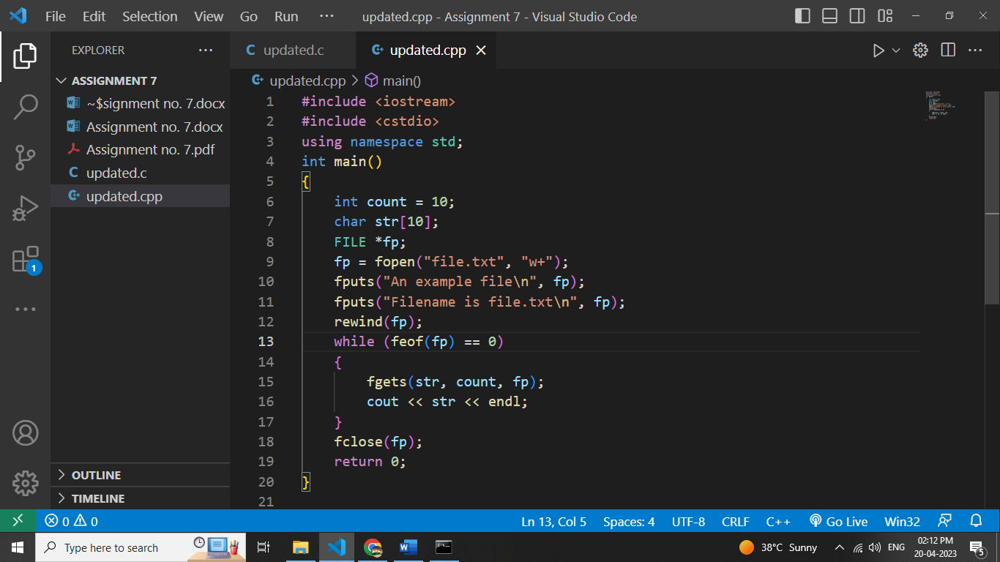 File Edit Selection View Go Run ··· updated.cpp - Assignment 7 - Visual Studio Code
EXPLORER ···
updated.c
updated.cpp
ASSIGNMENT 7
~$signment no. 7.docx
Assignment no. 7.docx
Assignment no. 7.pdf
C updated.c
updated.cpp
1
OUTLINE
TIMELINE
updated.cpp > main()
1 #include <iostream>
2 #include <cstdio>
3 using namespace std;
4 int main()
5 {
6 int count = 10;
7 char str[10];
8 FILE *fp;
9 fp = fopen("file.txt", "w+");
10 fputs("An example file\n", fp);
11 fputs("Filename is file.txt\n", fp);
12 rewind(fp);
13 while (feof(fp) == 0)
14 {
15 fgets(str, count, fp);
16 cout << str << endl;
17 }
18 fclose(fp);
19 return 0;
20 }
21
0 0 Ln 13, Col 5 Spaces: 4 UTF-8 CRLF C++ Go Live Win32
Type here to search 38°C Sunny ENG 02:12 PM
20-04-2023
5